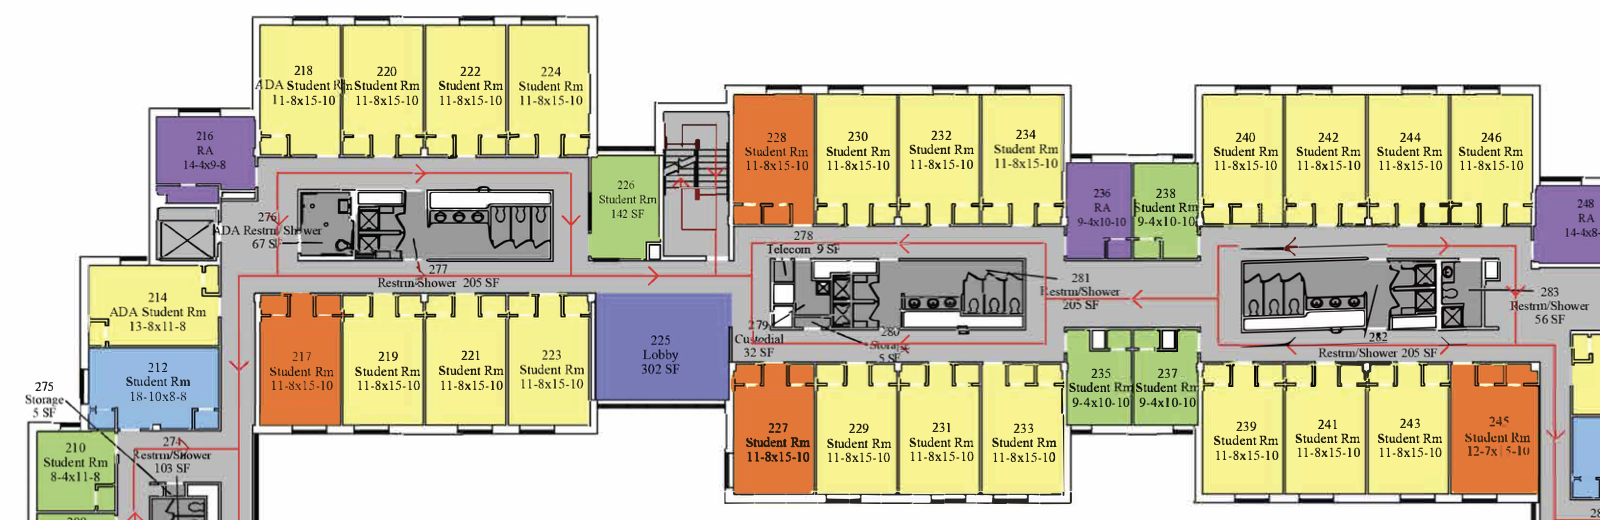 218
ADA Student Rm
11-8x15-10
220
Student Rm
11-8x15-10
222
Student Rm
11-8x15-10
224
Student Rm
11-8x15-10
216
RA
14-4x9-8
226
Student Rm
142 SF
228
Student Rm
11-8x15-10
230
Student Rm
11-8x15-10
232
Student Rm
11-8x15-10
234
Student Rm
11-8x15-10
236
RA
9-4x10-10
238
Student Rm
9-4x10-10
240
Student Rm
11-8x15-10
242
Student Rm
11-8x15-10
244
Student Rm
11-8x15-10
246
Student Rm
11-8x15-10
248
RA
276
ADA Restrm/Shower
67 SF
277
Restrm/Shower 205 SF
278
Telecom 9 SF
279
Custodial
32 SF
280
Storage
5 SF
281
Restrm/Shower
205 SF
282
Restrm/Shower 205 SF
283
Restrm/Shower
56 SF
214
ADA Student Rm
13-8x11-8
212
Student Rm
18-10x8-8
275
Storage
5 SF
210
Student Rm
8-4x11-8
274
Restrm/Shower
103 SF
217
Student Rm
11-8x15-10
219
Student Rm
11-8x15-10
221
Student Rm
11-8x15-10
223
Student Rm
11-8x15-10
225
Lobby
302 SF
227
Student Rm
11-8x15-10
229
Student Rm
11-8x15-10
231
Student Rm
11-8x15-10
233
Student Rm
11-8x15-10
235
Student Rm
9-4x10-10
237
Student Rm
9-4x10-10
239
Student Rm
11-8x15-10
241
Student Rm
11-8x15-10
243
Student Rm
11-8x15-10
245
Student Rm
12-7x15-10